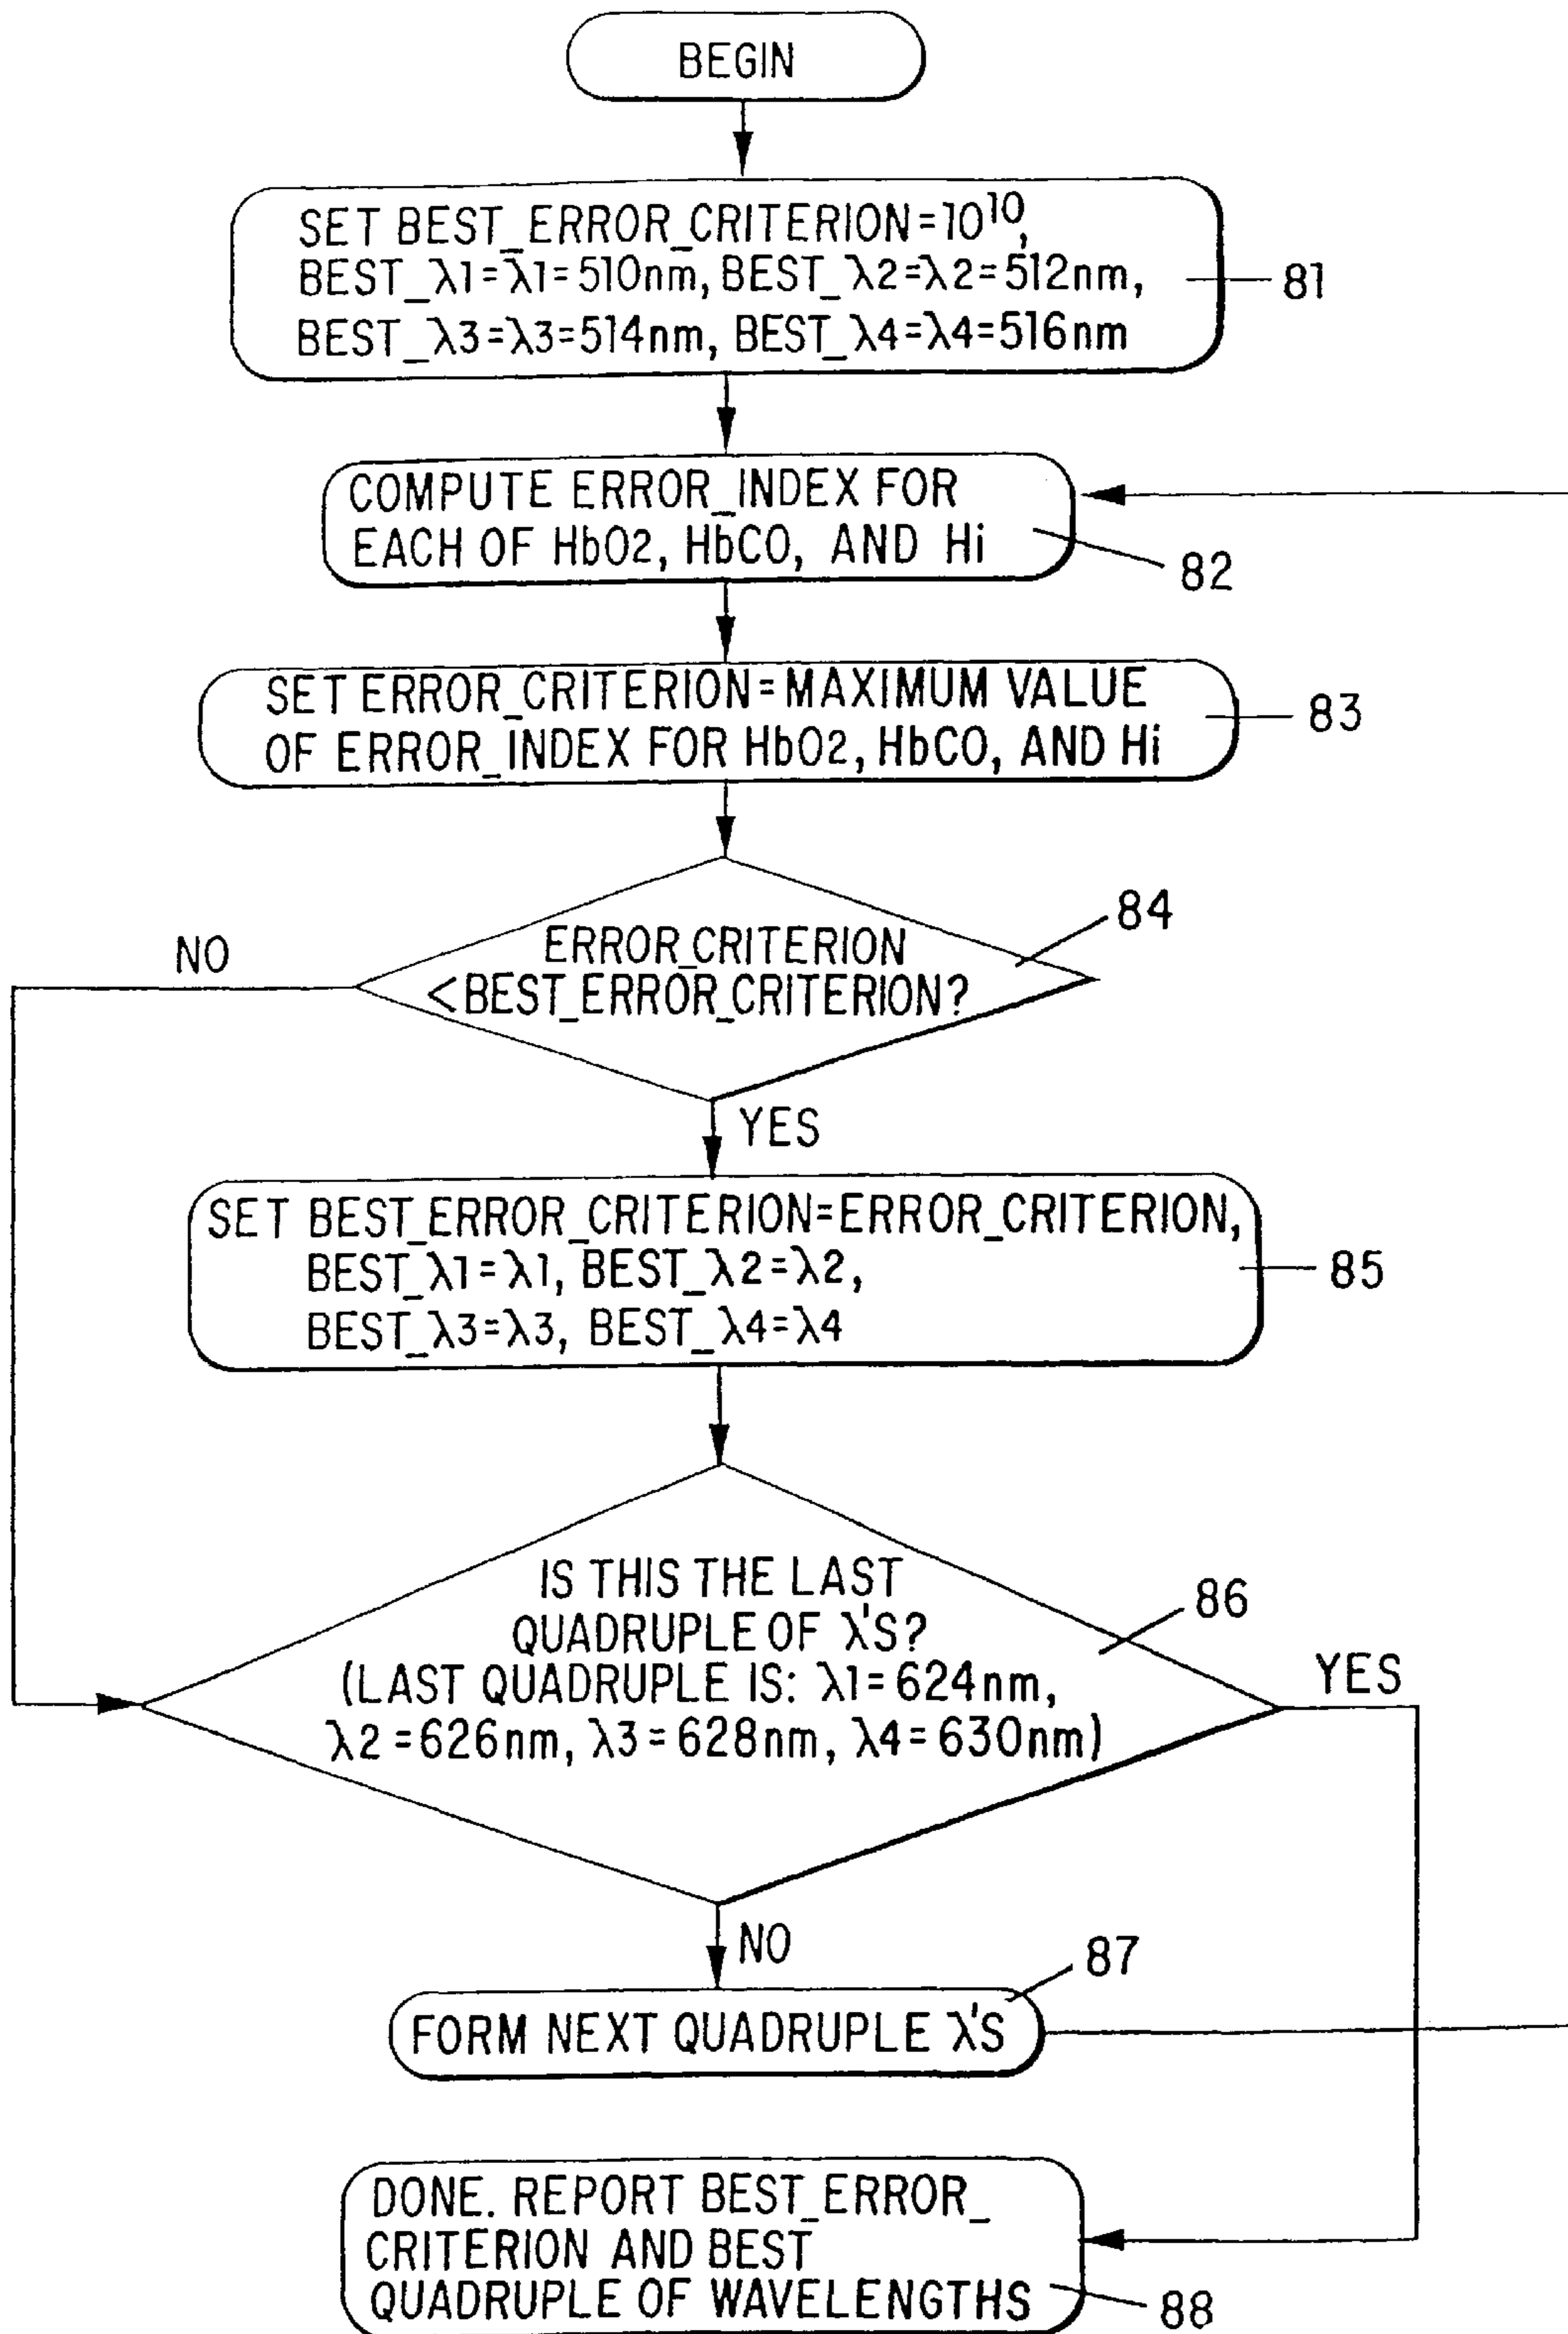 BEGIN
SET BEST_ERROR_CRITERION=10¹⁰,
BEST_λ1=λ1=510nm, BEST_λ2=λ2=512nm,
BEST_λ3=λ3=514nm, BEST_λ4=λ4=516nm
81
COMPUTE ERROR_INDEX FOR
EACH OF HbO2, HbCO, AND Hi
82
SET ERROR_CRITERION=MAXIMUM VALUE
OF ERROR_INDEX FOR HbO2, HbCO, AND Hi
83
84
NO
ERROR_CRITERION
<BEST_ERROR_CRITERION?
YES
SET BEST_ERROR_CRITERION=ERROR_CRITERION,
BEST_λ1=λ1, BEST_λ2=λ2,
BEST_λ3=λ3, BEST_λ4=λ4
85
IS THIS THE LAST
QUADRUPLE OF λ'S?
(LAST QUADRUPLE IS: λ1=624nm,
λ2=626nm, λ3=628nm, λ4=630nm)
86
YES
NO
87
FORM NEXT QUADRUPLE λ'S
DONE. REPORT BEST_ERROR_
CRITERION AND BEST
QUADRUPLE OF WAVELENGTHS
88